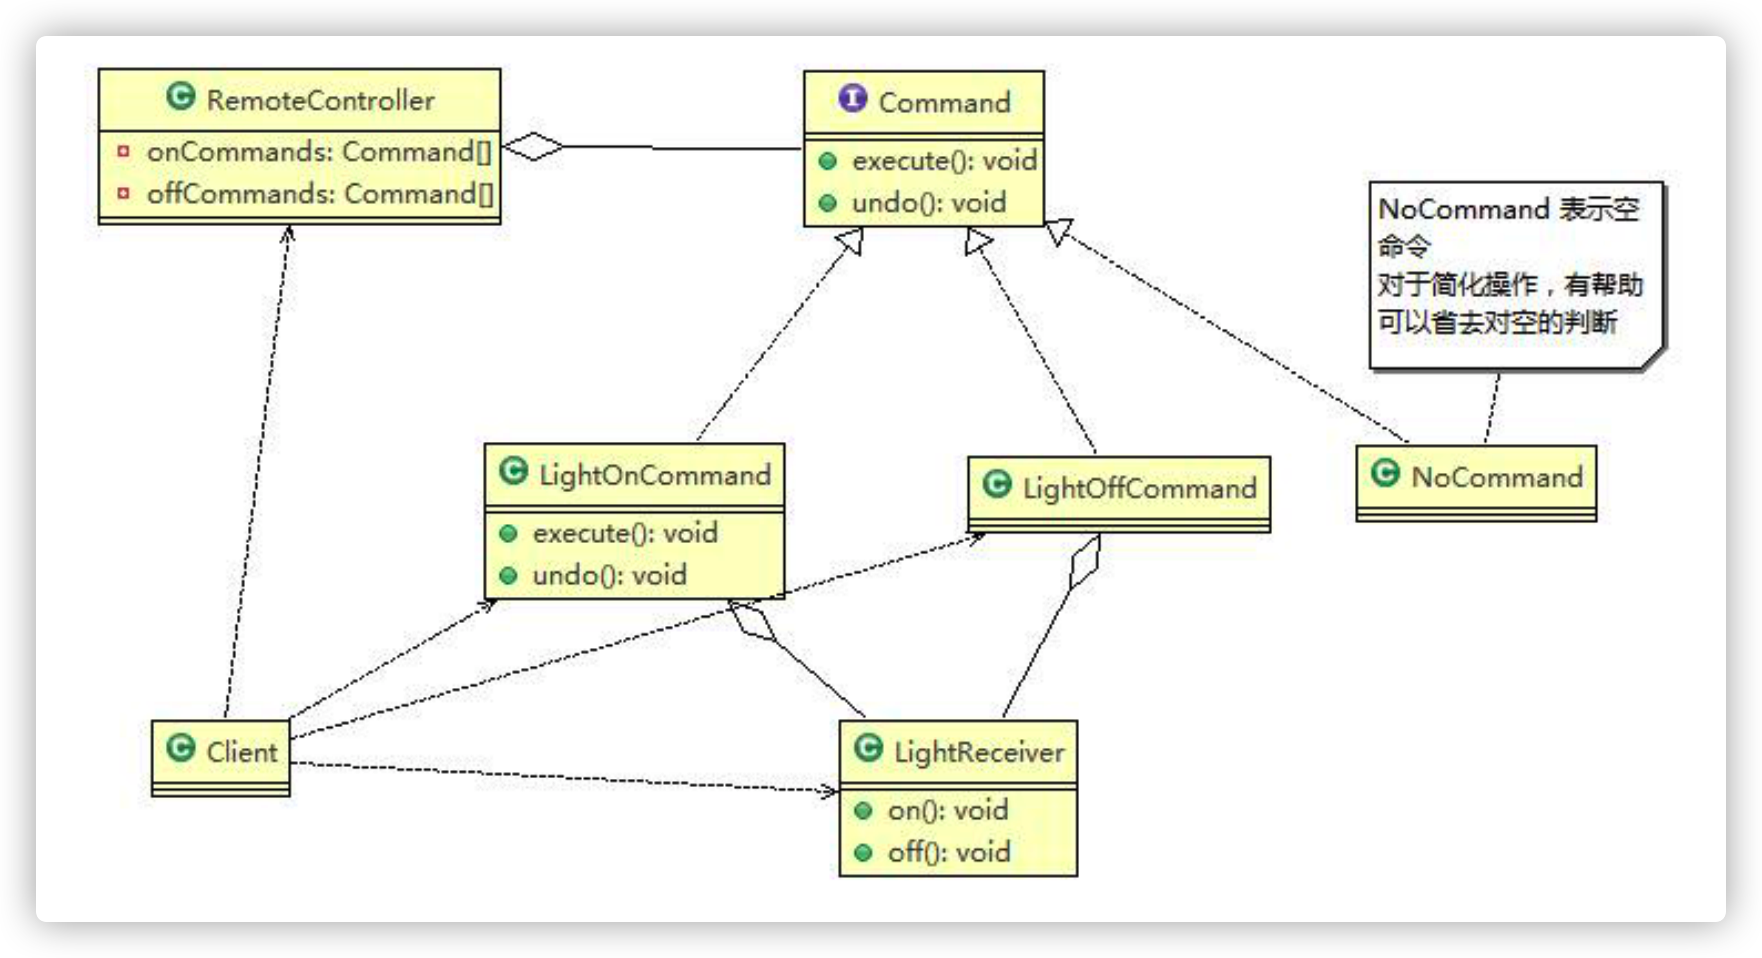 RemoteController
onCommands: Command[]
offCommands: Command[]
Command
execute(): void
undo(): void
NoCommand 表示空
命令
对于简化操作，有帮助
可以省去对空的判断
LightOnCommand
execute(): void
undo(): void
LightOffCommand
NoCommand
Client
LightReceiver
on(): void
off(): void